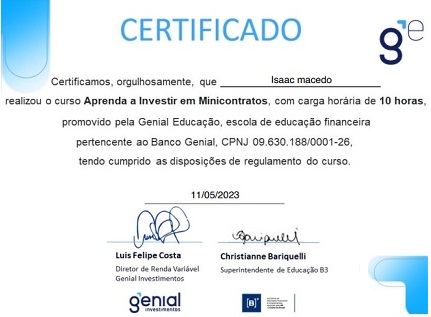 CERTIFICADO
ge
Certificamos, orgulhosamente, que Isaac macedo
realizou o curso Aprenda a Investir em Minicontratos, com carga horária de 10 horas,
promovido pela Genial Educação, escola de educação financeira
pertencente ao Banco Genial, CPNJ 09.630.188/0001-26,
tendo cumprido as disposições de regulamento do curso.
11/05/2023
Luis Felipe Costa
Diretor de Renda Variável
Genial Investimentos
Christianne Bariquelli
Superintendente de Educação B3
genial
investimentos
[B]³